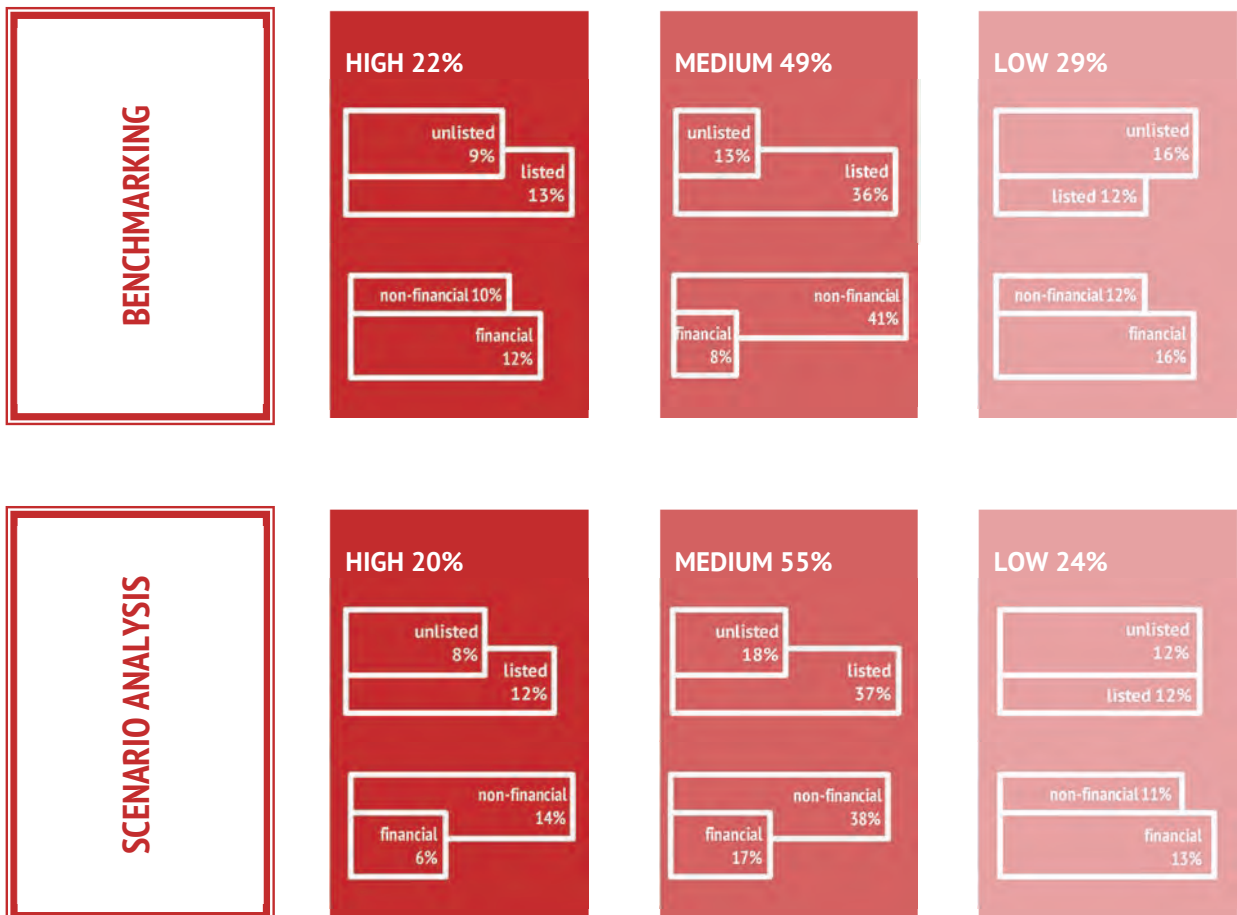 BENCHMARKING
HIGH 22%
unlisted
9%
listed
13%
non-financial 10%
financial
12%
MEDIUM 49%
unlisted
13%
listed
36%
non-financial
41%
financial
8%
LOW 29%
unlisted
16%
listed 12%
non-financial 12%
financial
16%
SCENARIO ANALYSIS
HIGH 20%
unlisted
8%
listed
12%
non-financial
14%
financial
6%
MEDIUM 55%
unlisted
18%
listed
37%
non-financial
38%
financial
17%
LOW 24%
unlisted
12%
listed 12%
non-financial 11%
financial
13%